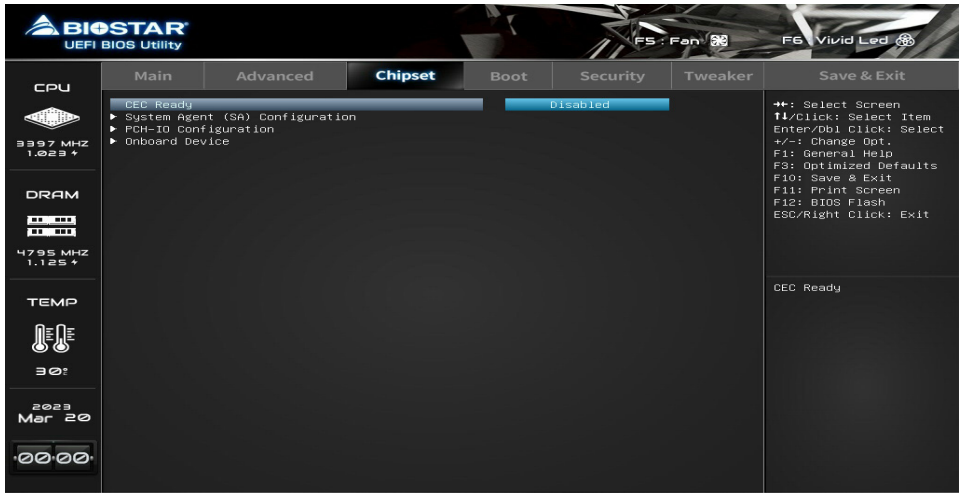 BIOSTAR®
UEFI BIOS Utility
F5 : Fan
F6 Vivid Led
Main Advanced Chipset Boot Security Tweaker Save & Exit
CPU
3397 MHZ
1.023
DRAM
4795 MHZ
1.125
TEMP
30°
2023
Mar 20
00:00
CEC Ready Disabled
► System Agent (SA) Configuration
► PCH-IO Configuration
► Onboard Device
→←: Select Screen
↑↓/Click: Select Item
Enter/Dbl Click: Select
+/-: Change Opt.
F1: General Help
F3: Optimized Defaults
F10: Save & Exit
F11: Print Screen
F12: BIOS Flash
ESC/Right Click: Exit
CEC Ready